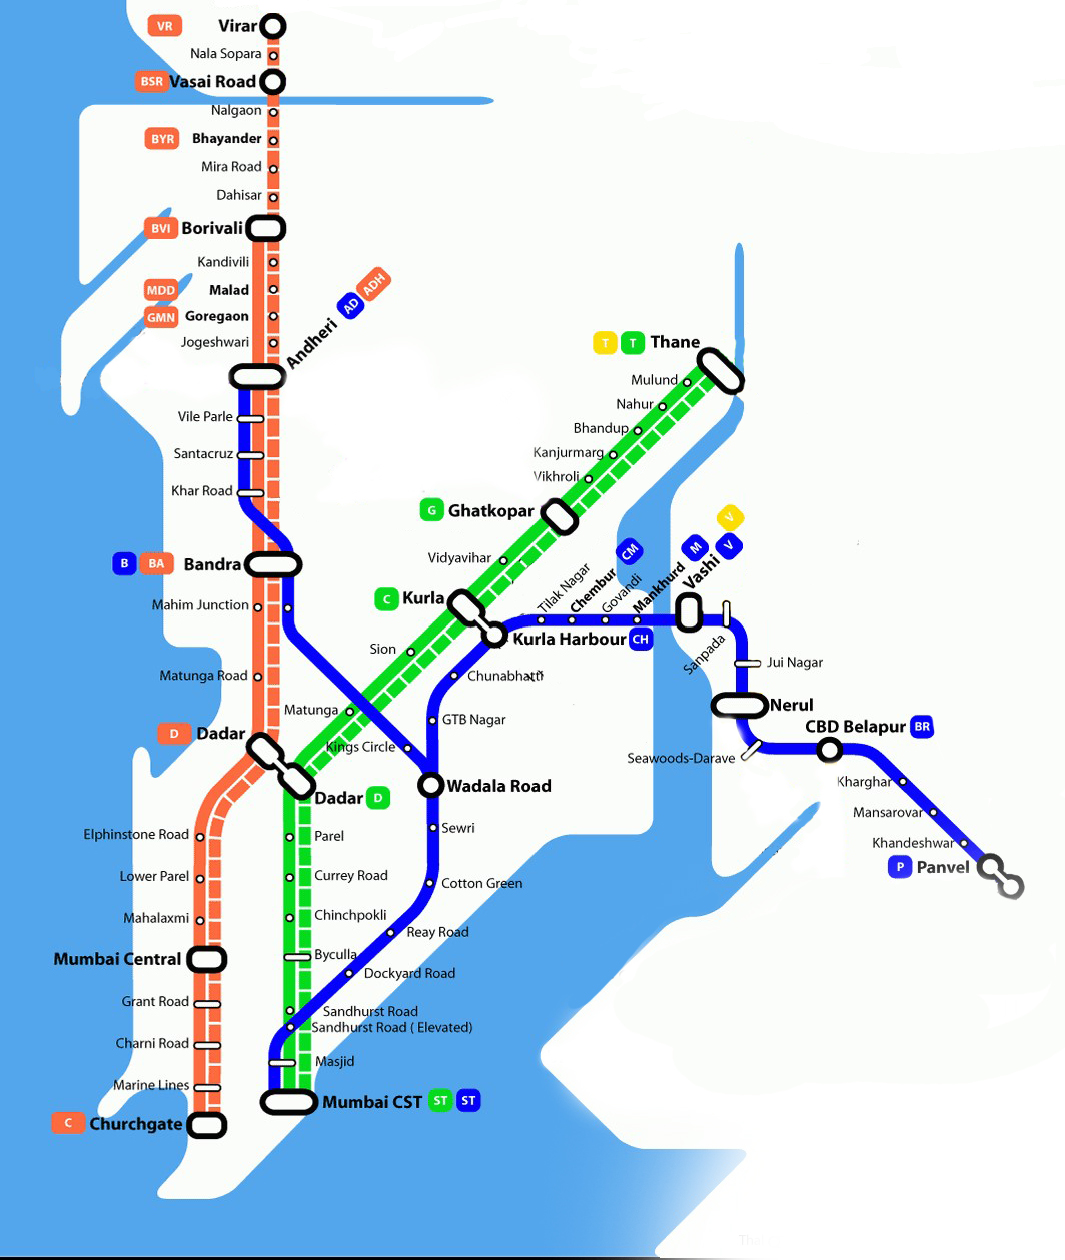 VR Virar
Nala Sopara
BSR Vasai Road
Nalgaon
BYR Bhayander
Mira Road
Dahisar
BVI Borivali
Kandivili
MDD Malad
GMN Goregaon
Jogeshwari
Andheri AD ADH
Vile Parle
Santacruz
Khar Road
B BA Bandra
Mahim Junction
Matunga Road
D Dadar
Elphinstone Road
Lower Parel
Mahalaxmi
Mumbai Central
Grant Road
Charni Road
Marine Lines
C Churchgate
T T Thane
Mulund
Nahur
Bhandup
Kanjurmarg
Vikhroli
G Ghatkopar
Vidyavihar
C Kurla
Sion
Matunga
Kings Circle
Dadar D
Parel
Currey Road
Chinchpokli
Byculla
Sandhurst Road
Sandhurst Road ( Elevated)
Masjid
Mumbai CST ST ST
Kurla Harbour CH
Chunabhatti
GTB Nagar
Wadala Road
Sewri
Cotton Green
Reay Road
Dockyard Road
Tilak Nagar
Chembur CM
Govandi
Mankhurd M
Vashi V V
Sanpada
Jui Nagar
Nerul
Seawoods-Darave
CBD Belapur BR
Kharghar
Mansarovar
Khandeshwar
P Panvel